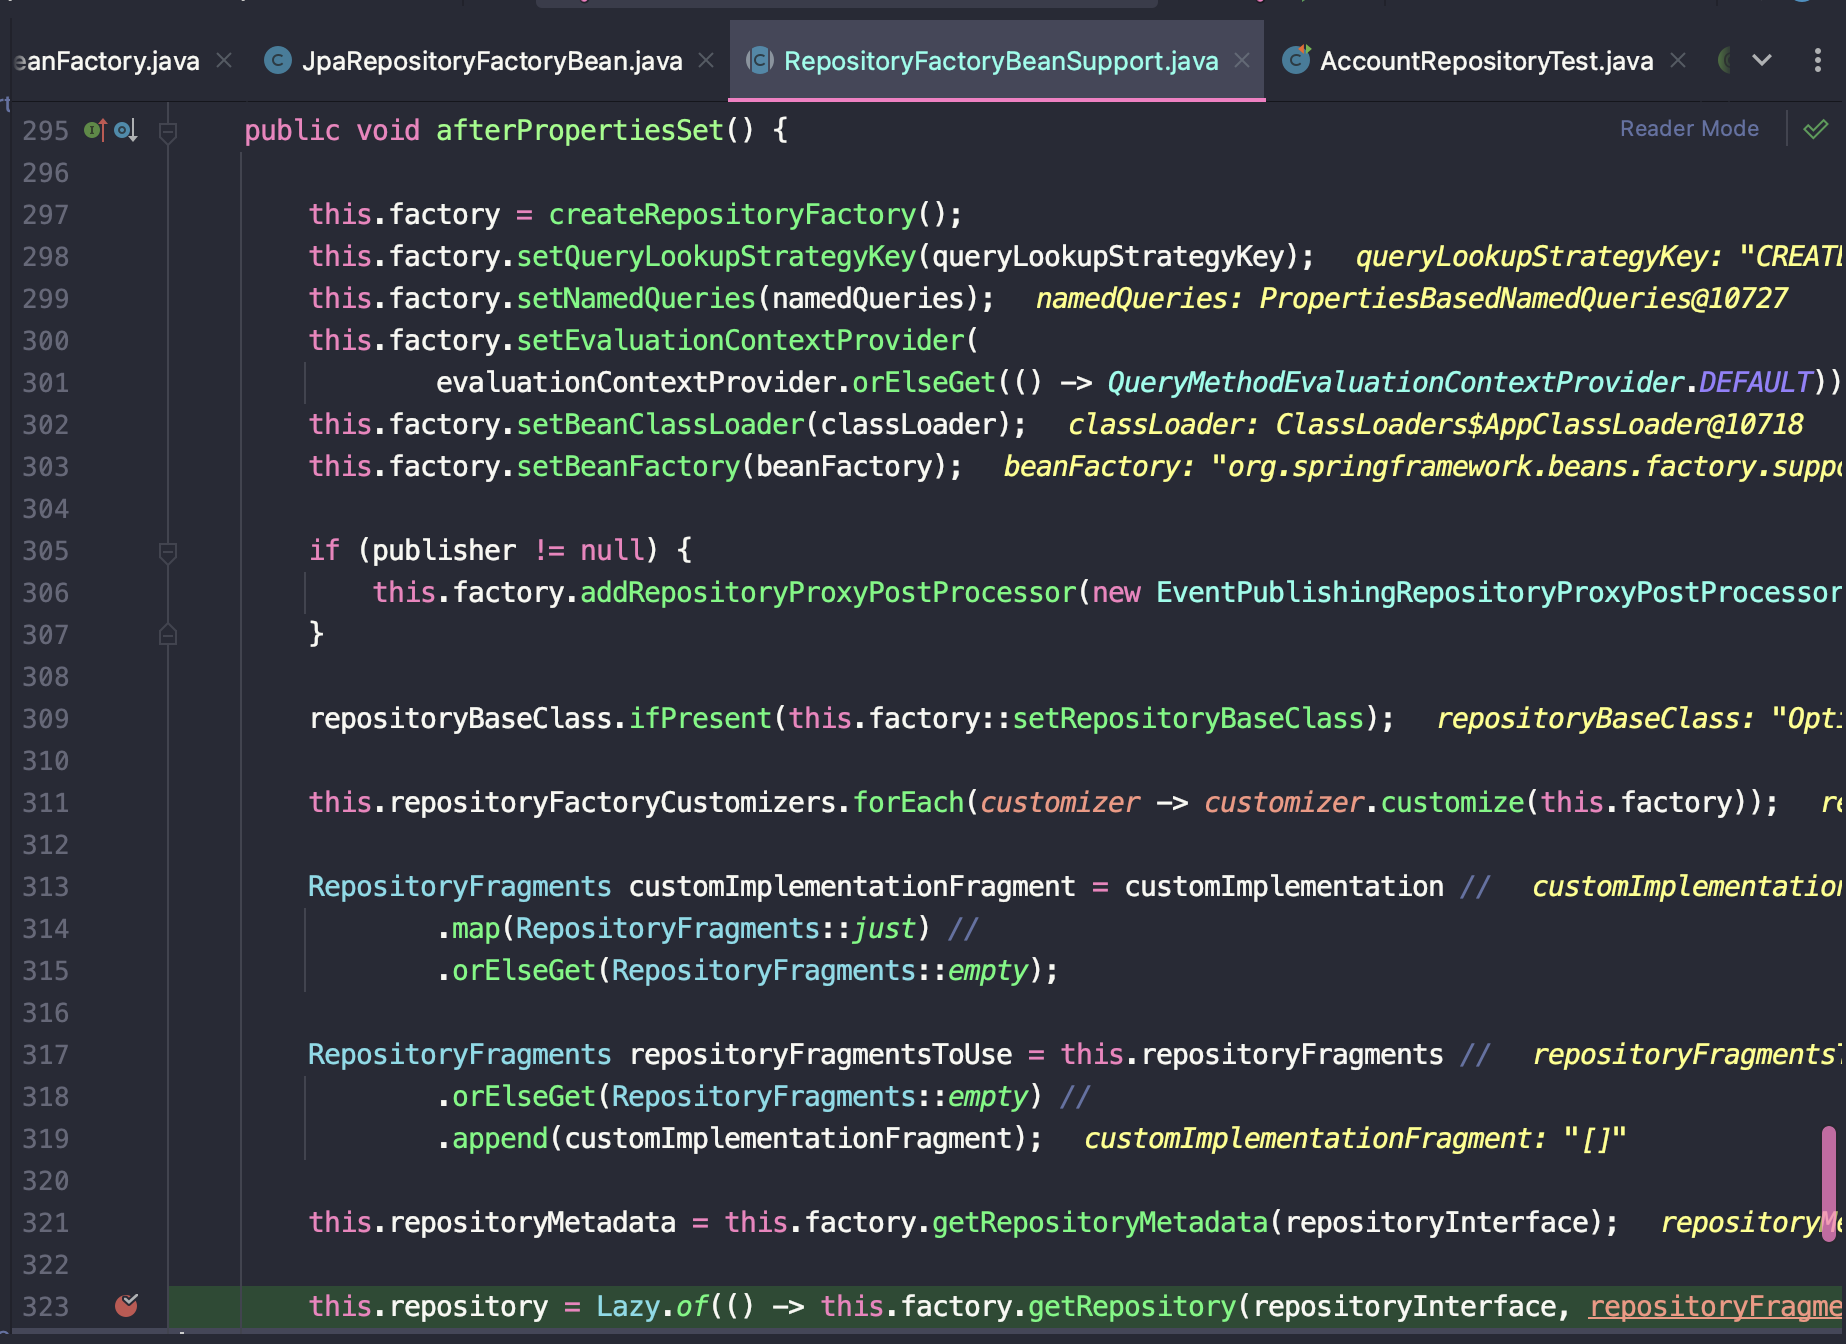 eanFactory.java JpaRepositoryFactoryBean.java RepositoryFactoryBeanSupport.java AccountRepositoryTest.java
295 public void afterPropertiesSet() { Reader Mode
296
297 this.factory = createRepositoryFactory();
298 this.factory.setQueryLookupStrategyKey(queryLookupStrategyKey); queryLookupStrategyKey: "CREATE
299 this.factory.setNamedQueries(namedQueries); namedQueries: PropertiesBasedNamedQueries@10727
300 this.factory.setEvaluationContextProvider(
301 evaluationContextProvider.orElseGet(() -> QueryMethodEvaluationContextProvider.DEFAULT))
302 this.factory.setBeanClassLoader(classLoader); classLoader: ClassLoaders$AppClassLoader@10718
303 this.factory.setBeanFactory(beanFactory); beanFactory: "org.springframework.beans.factory.suppo
304
305 if (publisher != null) {
306 this.factory.addRepositoryProxyPostProcessor(new EventPublishingRepositoryProxyPostProcessor
307 }
308
309 repositoryBaseClass.ifPresent(this.factory::setRepositoryBaseClass); repositoryBaseClass: "Opti
310
311 this.repositoryFactoryCustomizers.forEach(customizer -> customizer.customize(this.factory)); re
312
313 RepositoryFragments customImplementationFragment = customImplementation // customImplementation
314 .map(RepositoryFragments::just) //
315 .orElseGet(RepositoryFragments::empty);
316
317 RepositoryFragments repositoryFragmentsToUse = this.repositoryFragments // repositoryFragmentsT
318 .orElseGet(RepositoryFragments::empty) //
319 .append(customImplementationFragment); customImplementationFragment: "[]"
320
321 this.repositoryMetadata = this.factory.getRepositoryMetadata(repositoryInterface); repositoryMe
322
323 this.repository = Lazy.of(() -> this.factory.getRepository(repositoryInterface, repositoryFragme